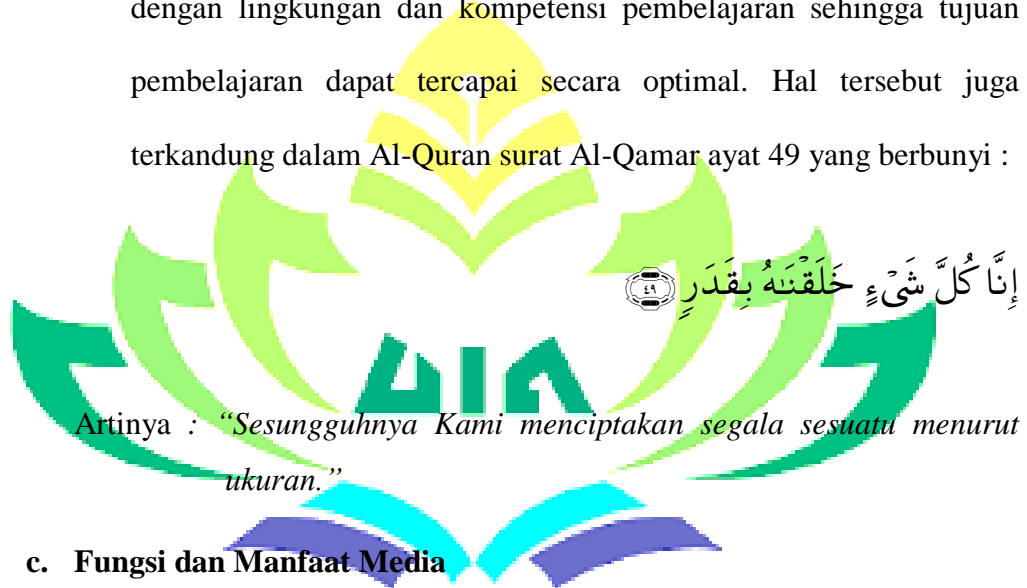 dengan lingkungan dan kompetensi pembelajaran sehingga tujuan
pembelajaran dapat tercapai secara optimal. Hal tersebut juga
terkandung dalam Al-Quran surat Al-Qamar ayat 49 yang berbunyi :
إِنَّا كُلَّ شَىْءٍ خَلَقْنَٰهُ بِقَدَرٍ ﴿٤٩﴾
Artinya : “Sesungguhnya Kami menciptakan segala sesuatu menurut
ukuran.”
c. Fungsi dan Manfaat Media